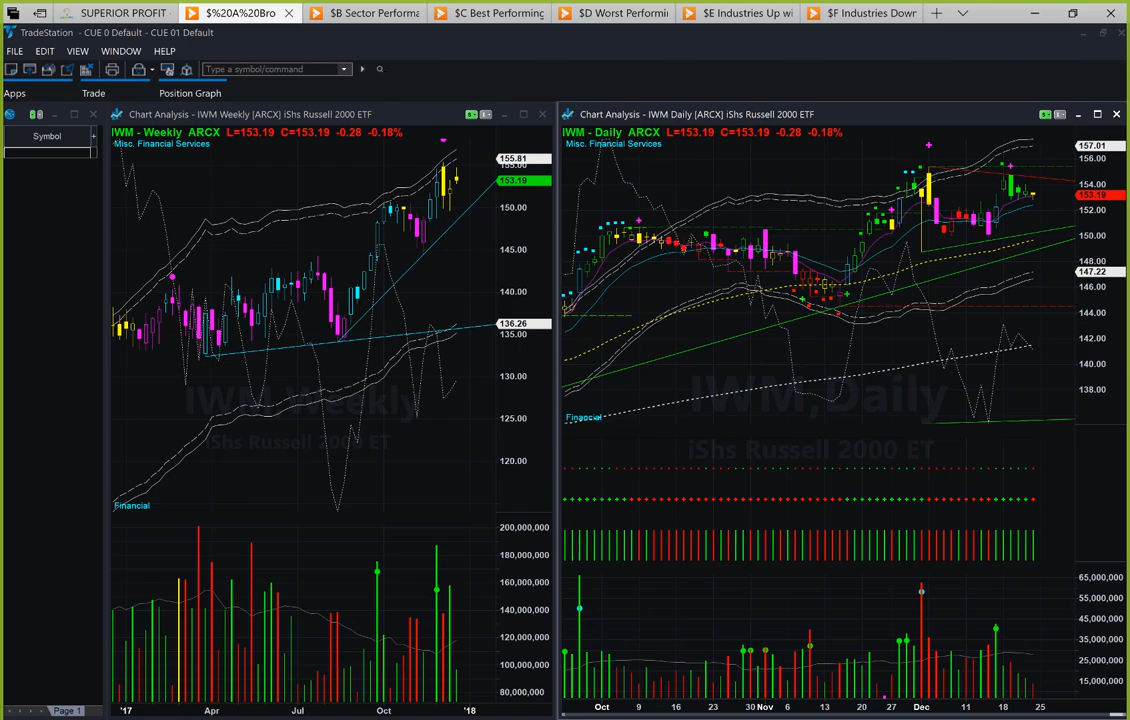 SUPERIOR PROFIT
$%20A%20Bro
$B Sector Performa
$C Best Performing
$D Worst Performin
$E Industries Up wi
$F Industries Down
TradeStation - CUE 0 Default - CUE 01 Default
FILE EDIT VIEW WINDOW HELP
Type a symbol/command
Apps Trade Position Graph
Symbol
Chart Analysis - IWM Weekly [ARCX] iShs Russell 2000 ETF
IWM - Weekly ARCX L=153.19 C=153.19 -0.28 -0.18%
Misc. Financial Services
155.81
155.00
153.19
150.00
145.00
140.00
136.26
135.00
130.00
125.00
120.00
IWM,Weekly
iShs Russell 2000 ET
Financial
200,000,000
180,000,000
160,000,000
140,000,000
120,000,000
100,000,000
80,000,000
'17 Apr Jul Oct '18
Page 1
Chart Analysis - IWM Daily [ARCX] iShs Russell 2000 ETF
IWM - Daily ARCX L=153.19 C=153.19 -0.28 -0.18%
Misc. Financial Services
157.01
156.00
154.00
153.19
152.00
150.00
148.00
147.22
146.00
144.00
142.00
140.00
138.00
IWM,Daily
iShs Russell 2000 ET
Financial
65,000,000
55,000,000
45,000,000
35,000,000
25,000,000
15,000,000
Oct 9 16 23 30 Nov 6 13 20 27 Dec 11 18 25